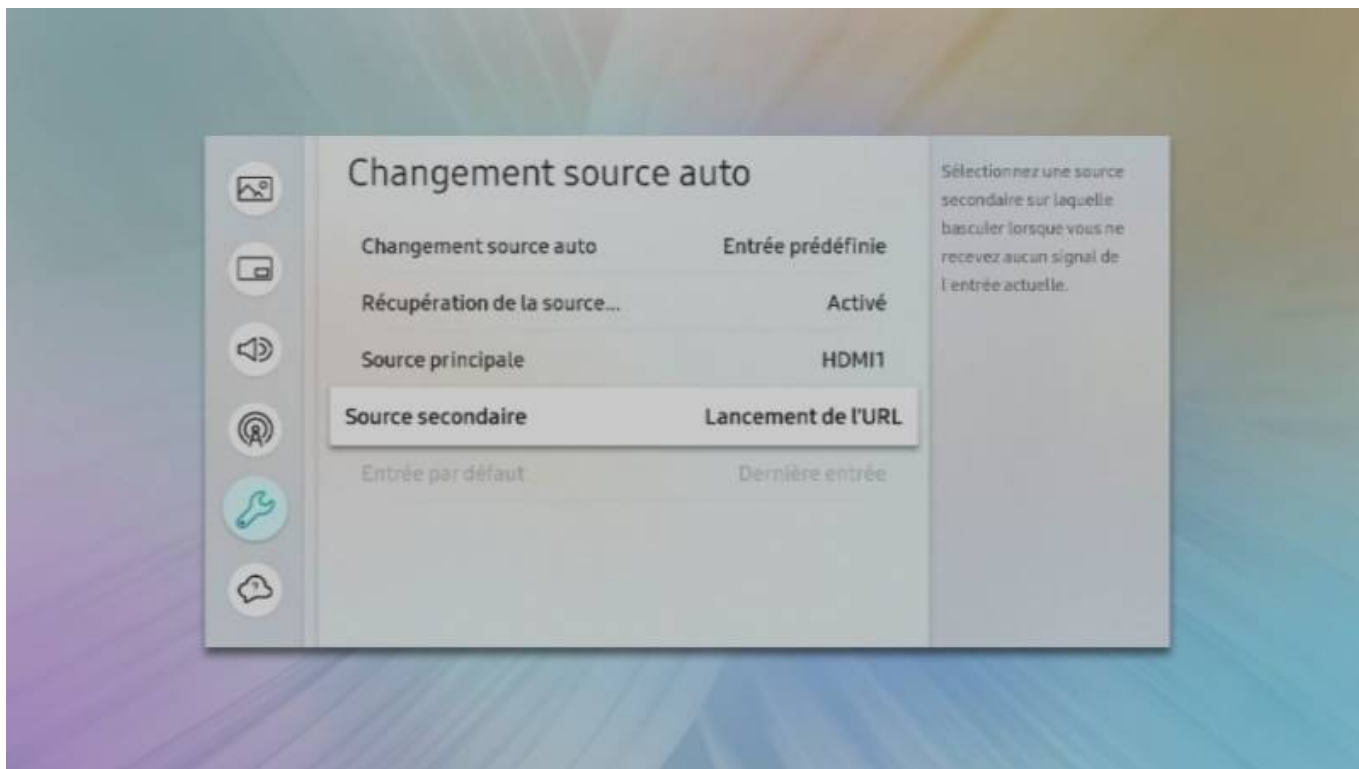 Changement source auto
Changement source auto Entrée prédéfinie
Récupération de la source... Activé
Source principale HDMI1
Source secondaire Lancement de l'URL
Entrée par défaut Dernière entrée
Sélectionnez une source
secondaire sur laquelle
basculer lorsque vous ne
recevez aucun signal de
l'entrée actuelle.